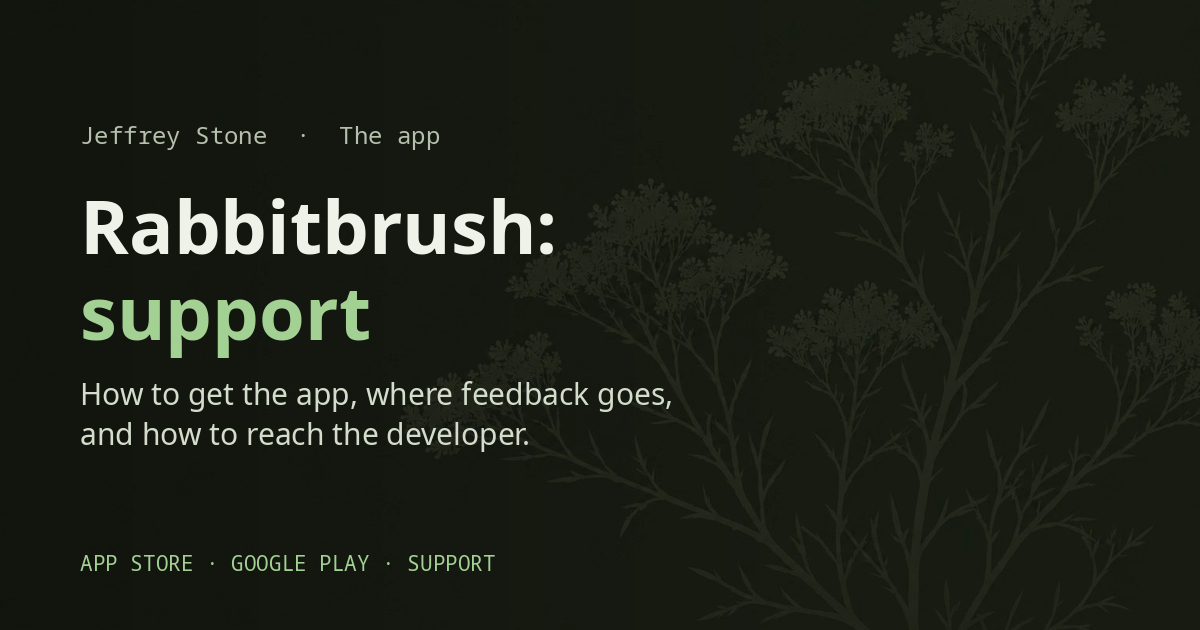 Jeffrey Stone · The app
Rabbitbrush:
support
How to get the app, where feedback goes,
and how to reach the developer.
APP STORE · GOOGLE PLAY · SUPPORT